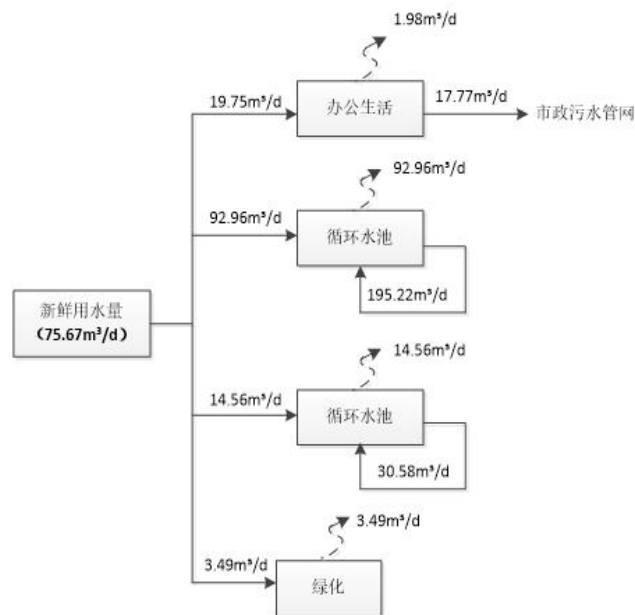 1.98m³/d
19.75m³/d
办公生活
17.77m³/d
市政污水管网
92.96m³/d
92.96m³/d
循环水池
195.22m³/d
新鲜用水量
（75.67m³/d）
14.56m³/d
14.56m³/d
循环水池
30.58m³/d
3.49m³/d
3.49m³/d
绿化